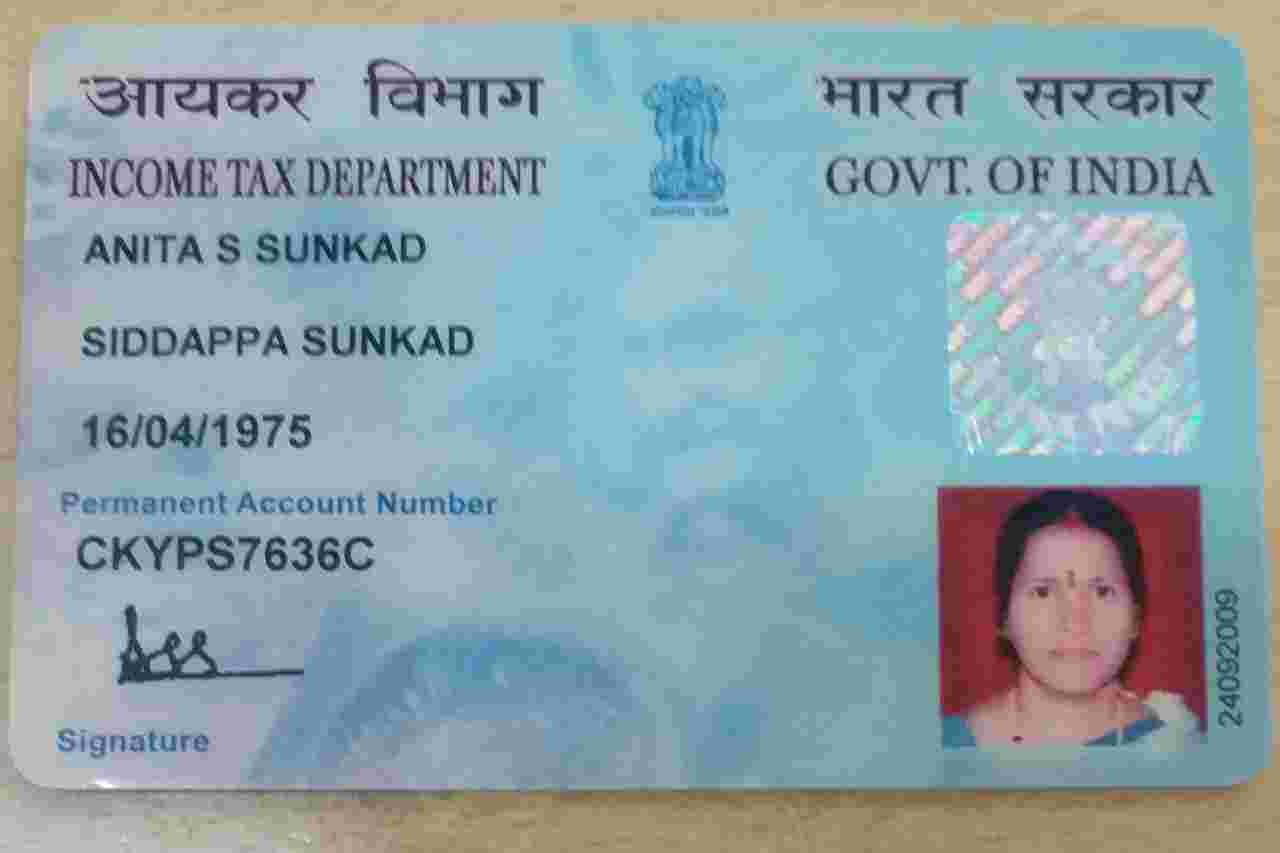 आयकर विभाग
INCOME TAX DEPARTMENT
भारत सरकार
GOVT. OF INDIA
ANITA S SUNKAD
SIDDAPPA SUNKAD
16/04/1975
Permanent Account Number
CKYPS7636C
Signature
24092009